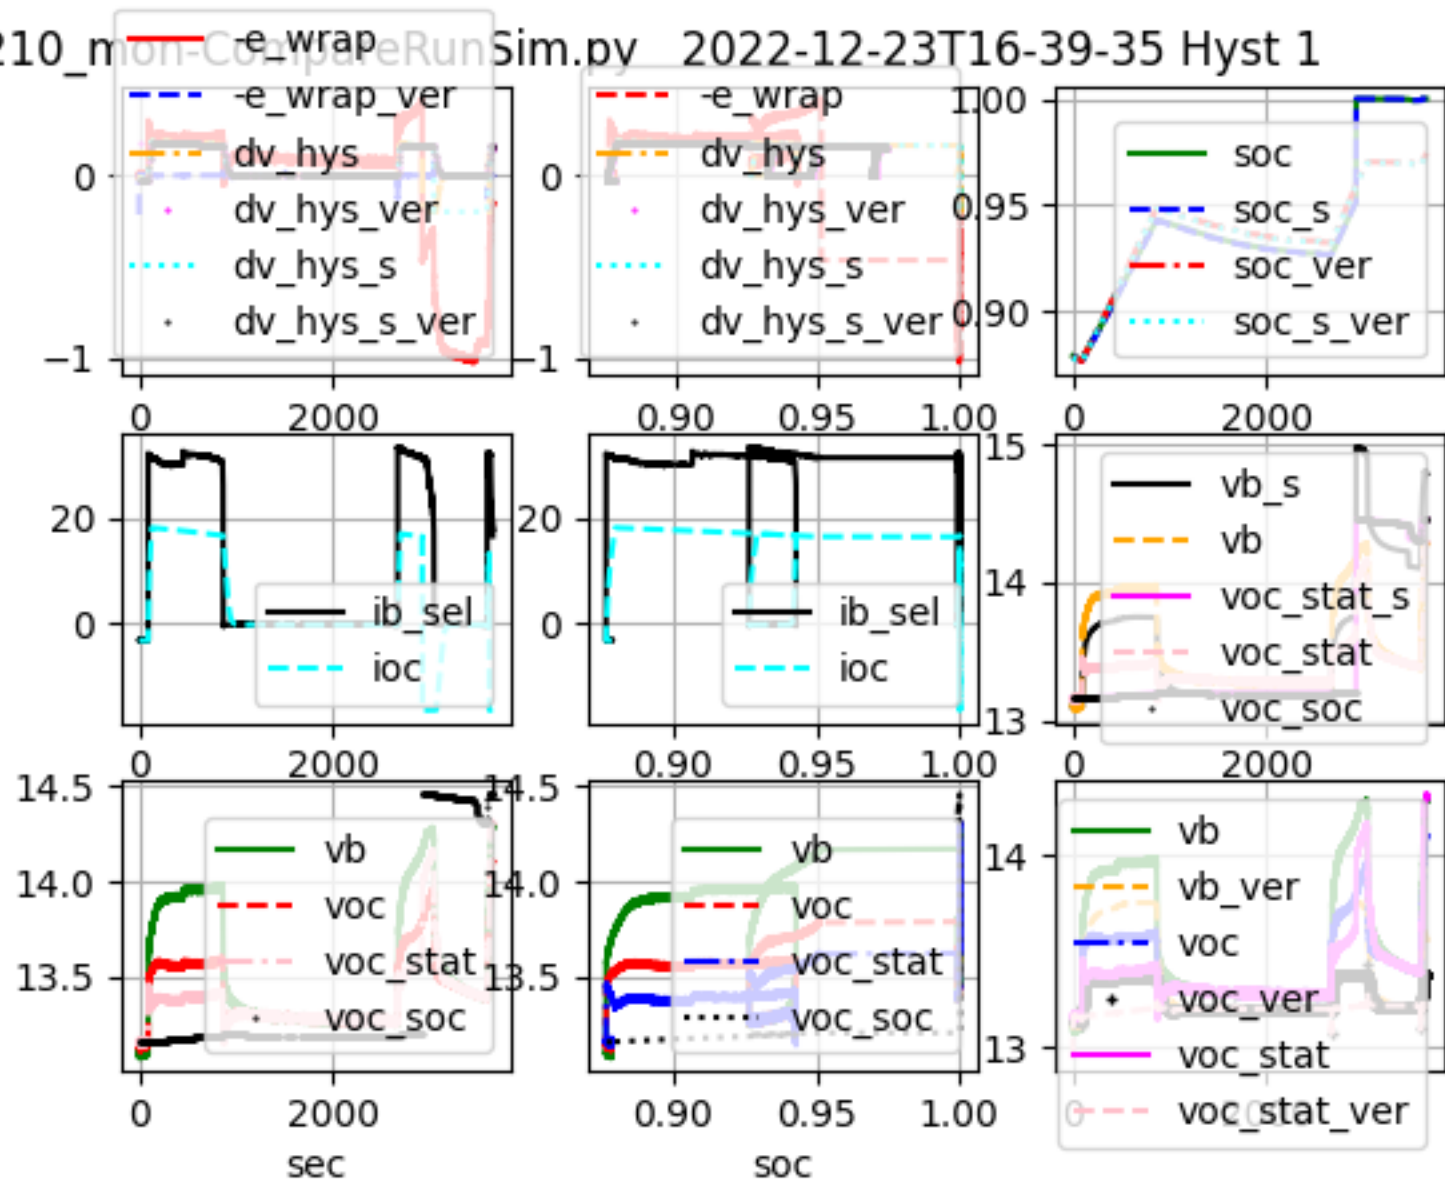 210_mon-CompareRunSim.py 2022-12-23T16-39-35 Hyst 1
-e_wrap
-e_wrap_ver
dv_hys
dv_hys_ver
dv_hys_s
dv_hys_s_ver
0
−1
0 2000
-e_wrap
dv_hys
dv_hys_ver
dv_hys_s
dv_hys_s_ver
0
−1
0.90 0.95 1.00
1.00
0.95
0.90
soc
soc_s
soc_ver
soc_s_ver
0 2000
20
0
ib_sel
ioc
0 2000
20
0
ib_sel
ioc
0.90 0.95 1.00
15
14
13
vb_s
vb
voc_stat_s
voc_stat
voc_soc
0 2000
14.5
14.0
13.5
vb
voc
voc_stat
voc_soc
0 2000
sec
14.5
14.0
13.5
vb
voc
voc_stat
voc_soc
0.90 0.95 1.00
soc
14
13
vb
vb_ver
voc
voc_ver
voc_stat
voc_stat_ver
0 2000